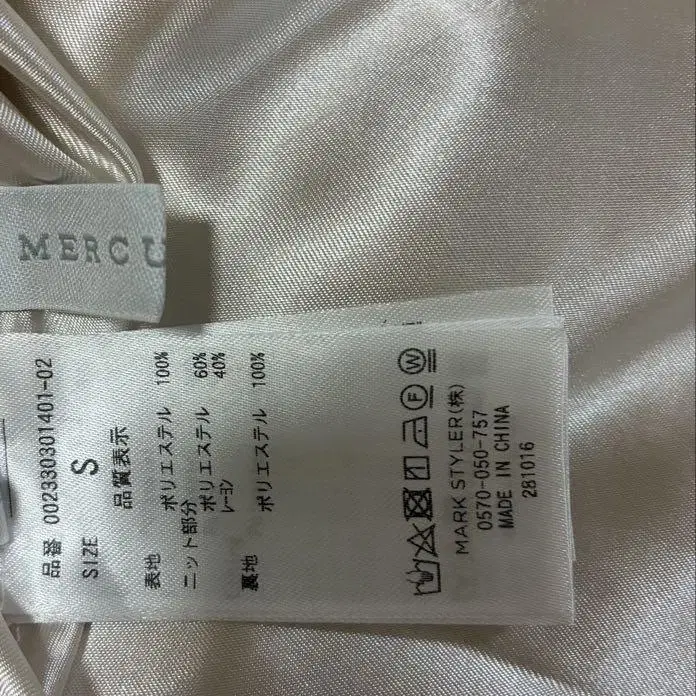 MERCU
品番 002330301401-02
SIZE S
品質表示
表地 ポリエステル 100%
ニット部分
ポリエステル 60%
レーヨン 40%
裏地 ポリエステル 100%
F W
MARK STYLER(株)
0570-050-757
MADE IN CHINA
281016